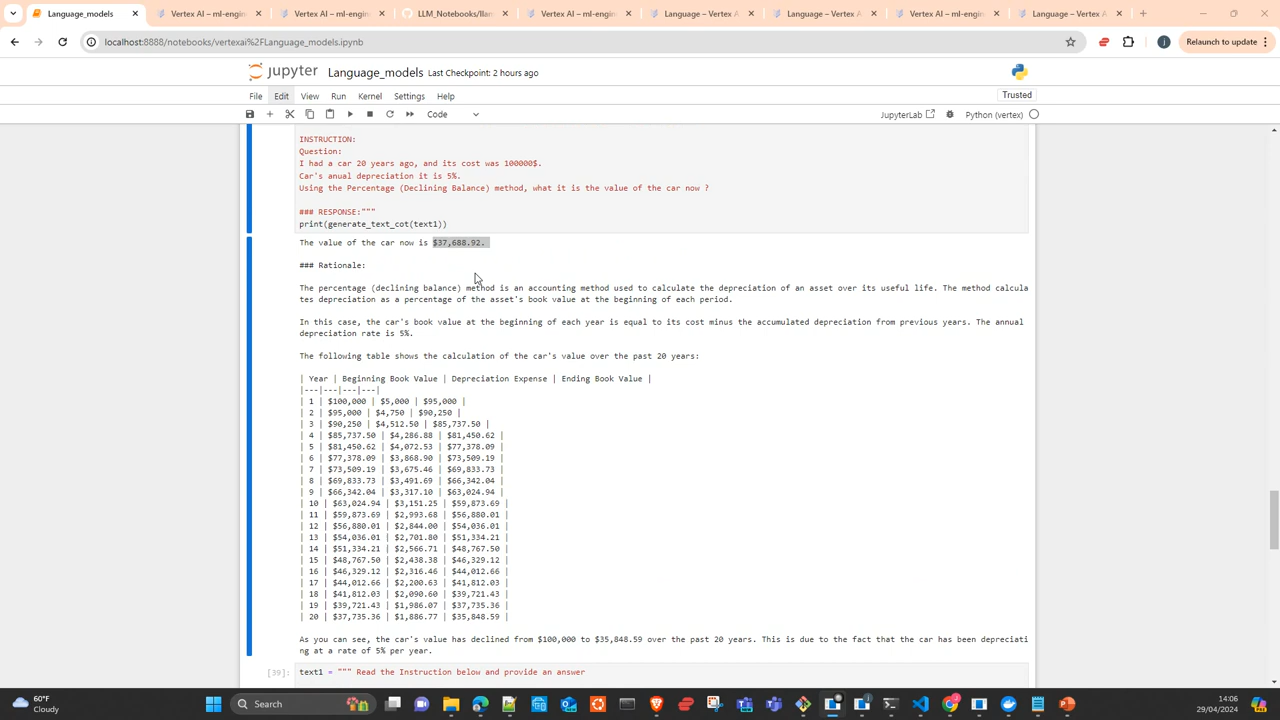 Language_models
Vertex AI – ml-engin
Vertex AI – ml-engin
LLM_Notebooks/llan
Vertex AI – ml-engin
Language – Vertex A
Language – Vertex A
Vertex AI – ml-engin
Language – Vertex A
localhost:8888/notebooks/vertexai%2FLanguage_models.ipynb
Relaunch to update
jupyter Language_models Last Checkpoint: 2 hours ago
File Edit View Run Kernel Settings Help
Trusted
Code
JupyterLab
Python (vertex)
INSTRUCTION:
Question:
I had a car 20 years ago, and its cost was 100000$.
Car's anual depreciation it is 5%.
Using the Percentage (Declining Balance) method, what it is the value of the car now ?
### RESPONSE:"""
print(generate_text_cot(text1))
The value of the car now is $37,688.92.
### Rationale:
The percentage (declining balance) method is an accounting method used to calculate the depreciation of an asset over its useful life. The method calcula
tes depreciation as a percentage of the asset's book value at the beginning of each period.
In this case, the car's book value at the beginning of each year is equal to its cost minus the accumulated depreciation from previous years. The annual
depreciation rate is 5%.
The following table shows the calculation of the car's value over the past 20 years:
| Year | Beginning Book Value | Depreciation Expense | Ending Book Value |
|---|---|---|---|
| 1 | $100,000 | $5,000 | $95,000 |
| 2 | $95,000 | $4,750 | $90,250 |
| 3 | $90,250 | $4,512.50 | $85,737.50 |
| 4 | $85,737.50 | $4,286.88 | $81,450.62 |
| 5 | $81,450.62 | $4,072.53 | $77,378.09 |
| 6 | $77,378.09 | $3,868.90 | $73,509.19 |
| 7 | $73,509.19 | $3,675.46 | $69,833.73 |
| 8 | $69,833.73 | $3,491.69 | $66,342.04 |
| 9 | $66,342.04 | $3,317.10 | $63,024.94 |
| 10 | $63,024.94 | $3,151.25 | $59,873.69 |
| 11 | $59,873.69 | $2,993.68 | $56,880.01 |
| 12 | $56,880.01 | $2,844.00 | $54,036.01 |
| 13 | $54,036.01 | $2,701.80 | $51,334.21 |
| 14 | $51,334.21 | $2,566.71 | $48,767.50 |
| 15 | $48,767.50 | $2,438.38 | $46,329.12 |
| 16 | $46,329.12 | $2,316.46 | $44,012.66 |
| 17 | $44,012.66 | $2,200.63 | $41,812.03 |
| 18 | $41,812.03 | $2,090.60 | $39,721.43 |
| 19 | $39,721.43 | $1,986.07 | $37,735.36 |
| 20 | $37,735.36 | $1,886.77 | $35,848.59 |
As you can see, the car's value has declined from $100,000 to $35,848.59 over the past 20 years. This is due to the fact that the car has been depreciati
ng at a rate of 5% per year.
[39]: text1 = """ Read the Instruction below and provide an answer
60°F
Cloudy
Search
14:06
29/04/2024